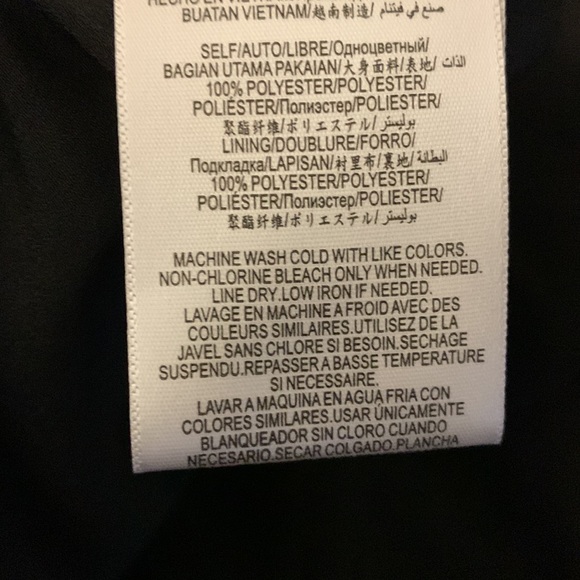 HECHO EN VIETNAM/
BUATAN VIETNAM/越南制造/ صنع في فيتنام
SELF/AUTO/LIBRE/Одноцветный/
BAGIAN UTAMA PAKAIAN/大身面料/表地/ الذات
100% POLYESTER/POLYESTER/
POLIÉSTER/Полиэстер/POLIESTER/
聚酯纤维/ポリエステル/ بوليستر
LINING/DOUBLURE/FORRO/
Подкладка/LAPISAN/衬里布/裏地/ البطانة
100% POLYESTER/POLYESTER/
POLIÉSTER/Полиэстер/POLIESTER/
聚酯纤维/ポリエステル/ بوليستر
MACHINE WASH COLD WITH LIKE COLORS.
NON-CHLORINE BLEACH ONLY WHEN NEEDED.
LINE DRY.LOW IRON IF NEEDED.
LAVAGE EN MACHINE A FROID AVEC DES
COULEURS SIMILAIRES.UTILISEZ DE LA
JAVEL SANS CHLORE SI BESOIN.SECHAGE
SUSPENDU.REPASSER A BASSE TEMPERATURE
SI NECESSAIRE.
LAVAR A MAQUINA EN AGUA FRIA CON
COLORES SIMILARES.USAR ÚNICAMENTE
BLANQUEADOR SIN CLORO CUANDO
NECESARIO.SECAR COLGADO.PLANCHA